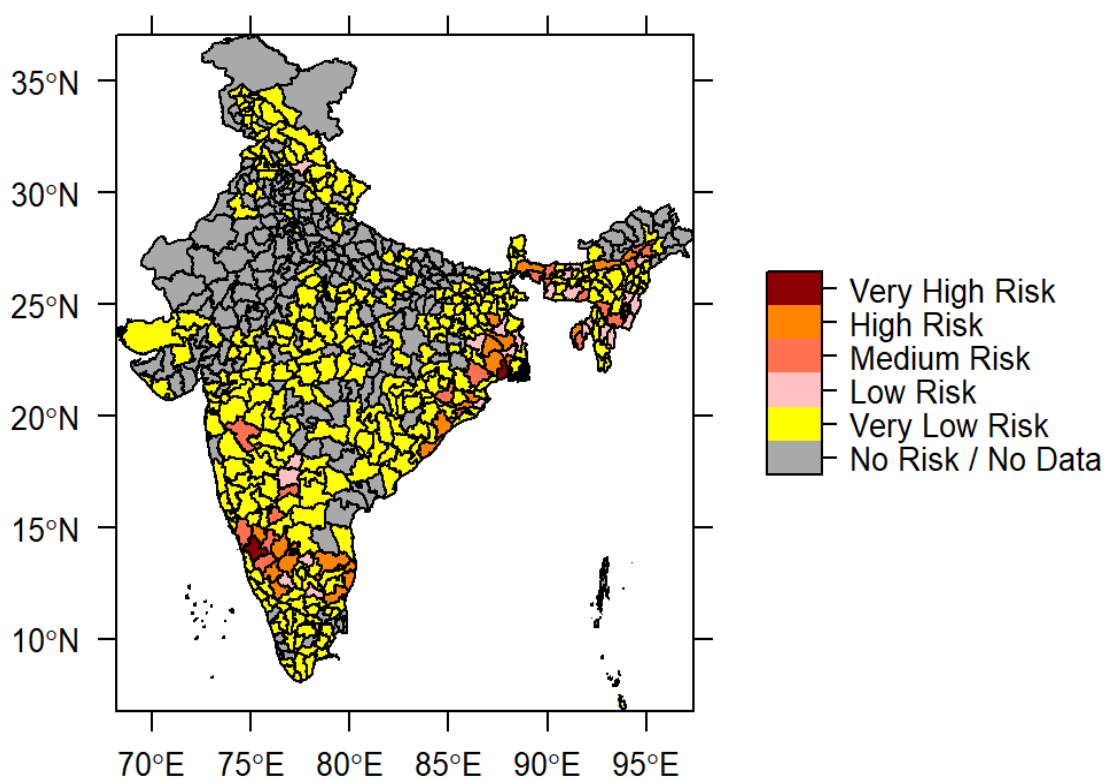 35°N
30°N
25°N
20°N
15°N
10°N
70°E 75°E 80°E 85°E 90°E 95°E
Very High Risk
High Risk
Medium Risk
Low Risk
Very Low Risk
No Risk / No Data